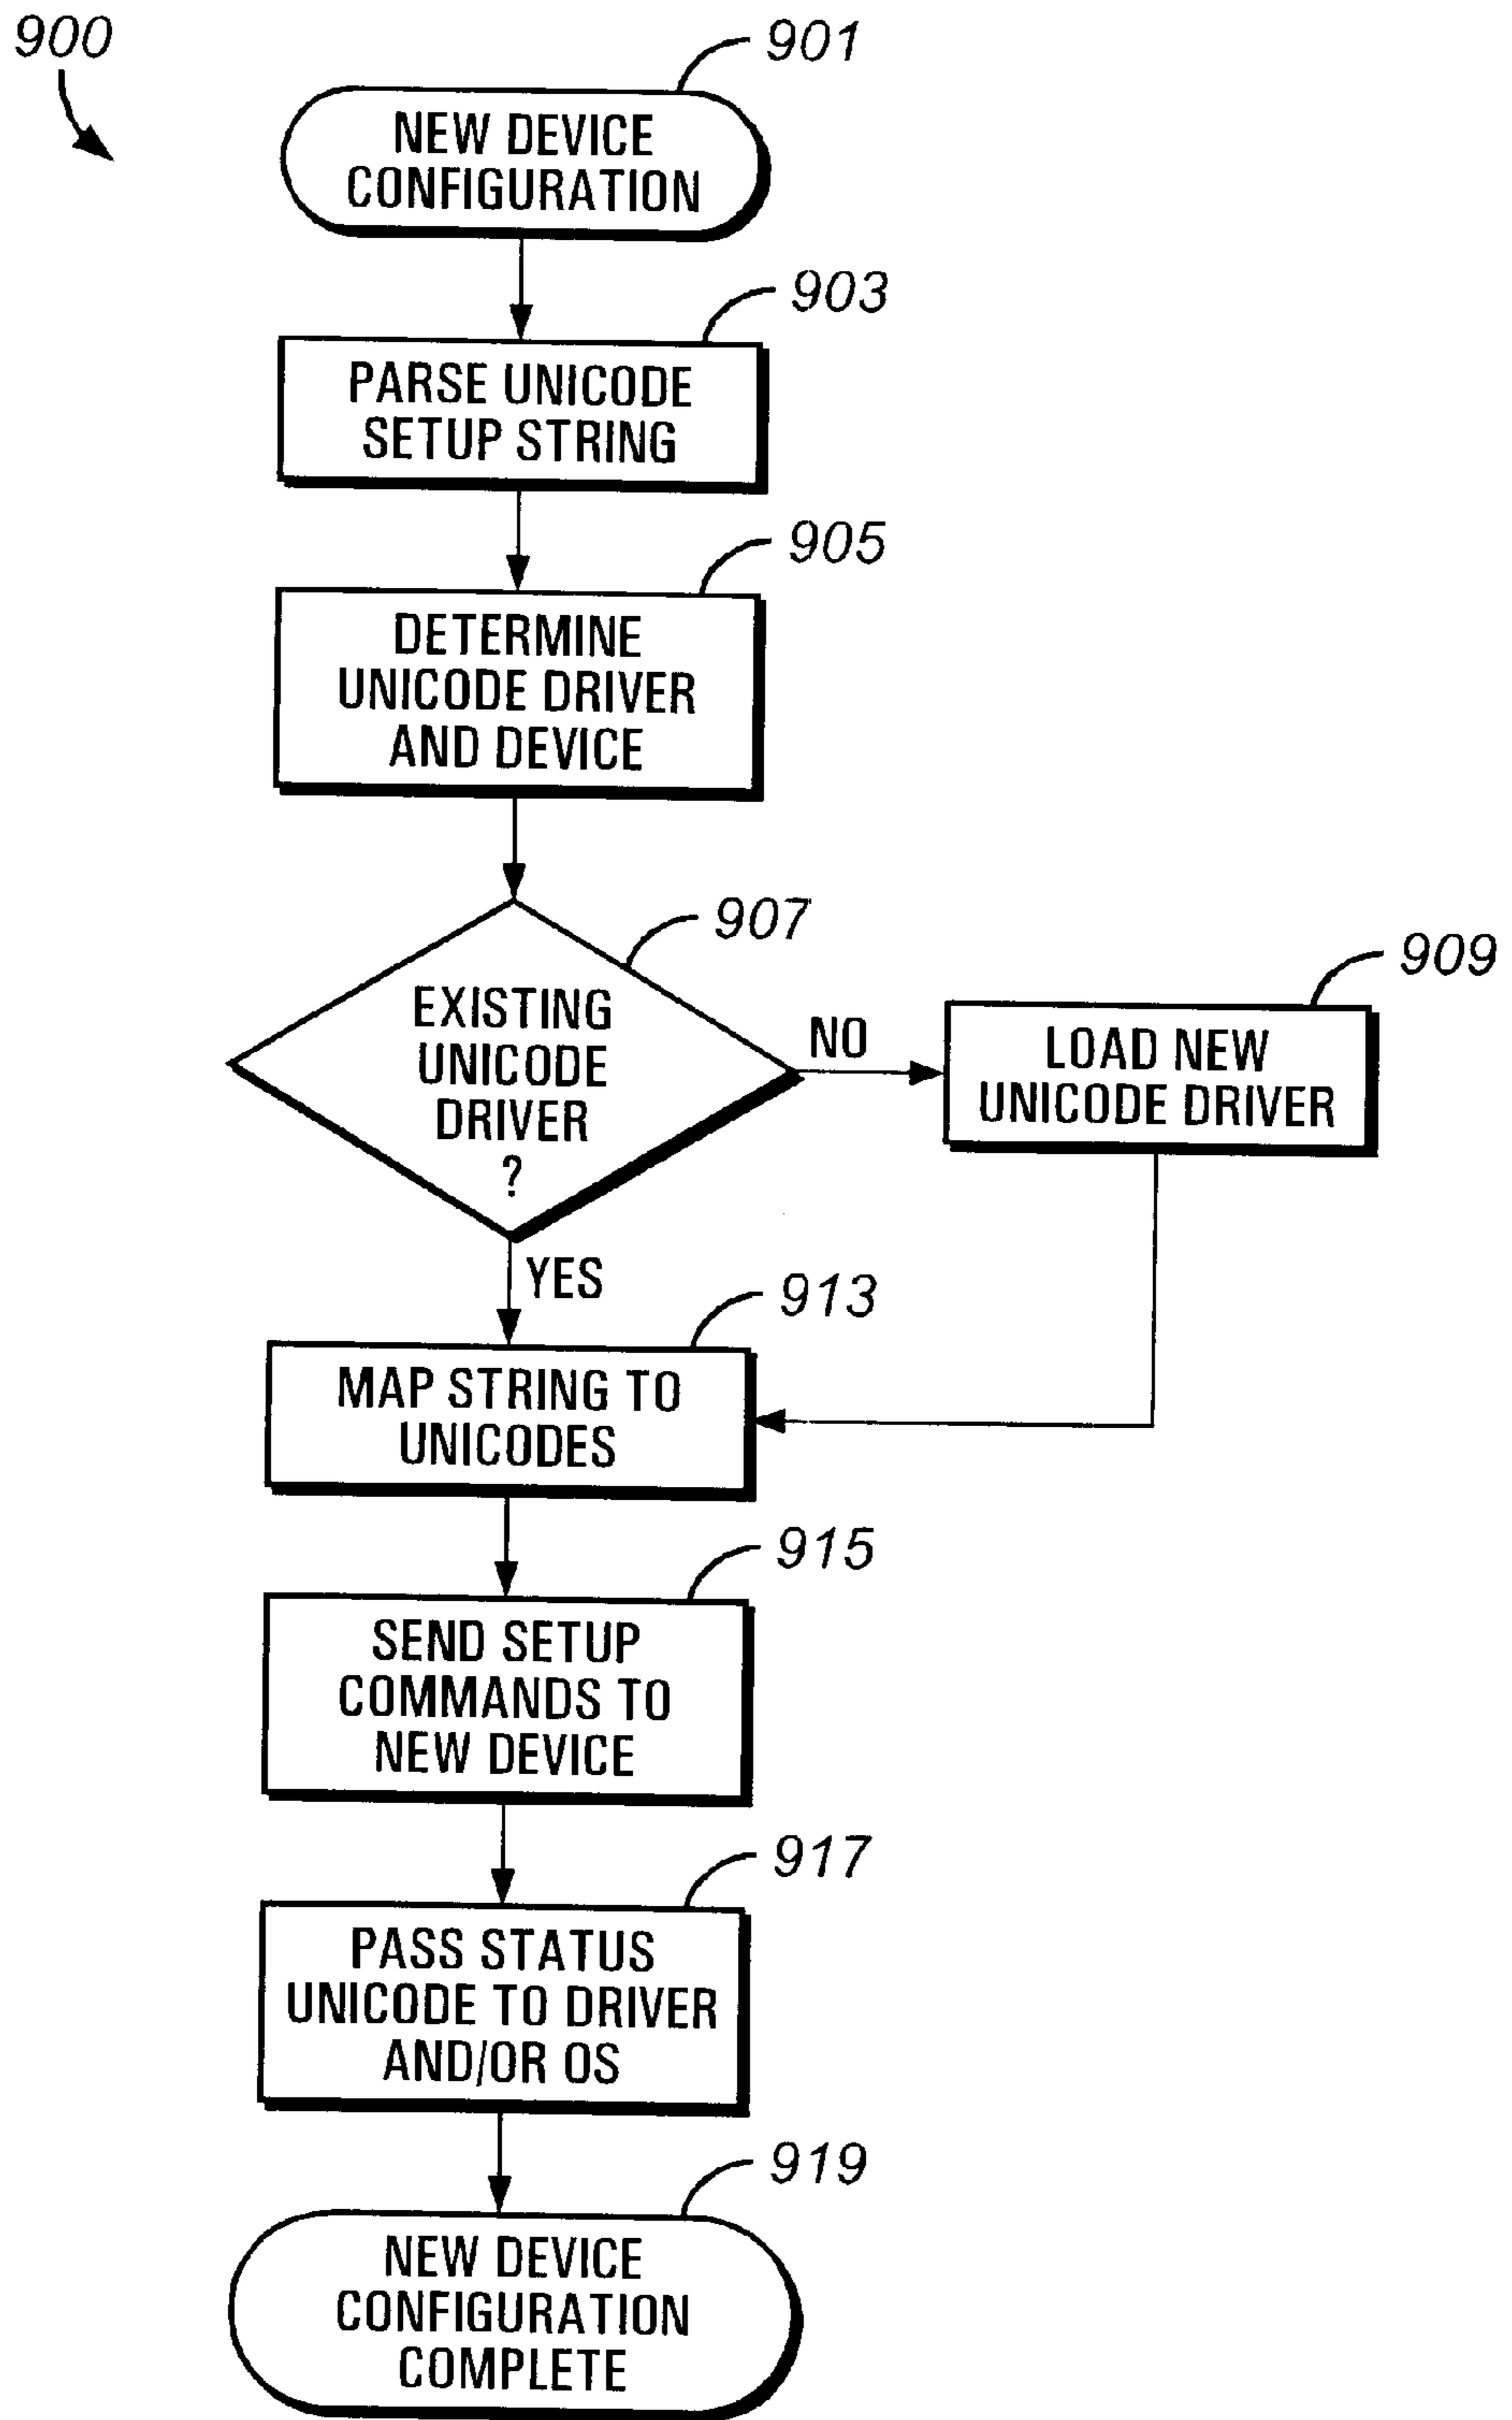 900
901
NEW DEVICE
CONFIGURATION
903
PARSE UNICODE
SETUP STRING
905
DETERMINE
UNICODE DRIVER
AND DEVICE
907
EXISTING
UNICODE
DRIVER
?
NO
909
LOAD NEW
UNICODE DRIVER
YES
913
MAP STRING TO
UNICODES
915
SEND SETUP
COMMANDS TO
NEW DEVICE
917
PASS STATUS
UNICODE TO DRIVER
AND/OR OS
919
NEW DEVICE
CONFIGURATION
COMPLETE